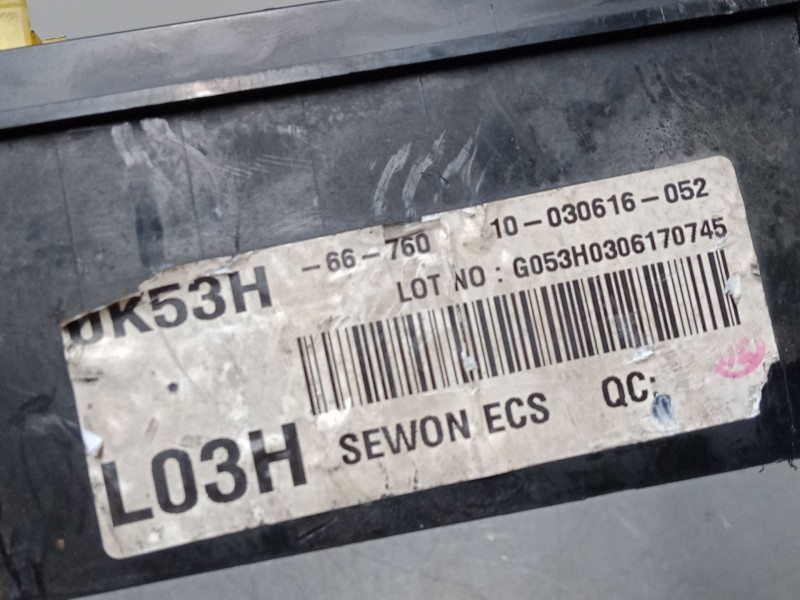 0K53H -66-760 10-030616-052
LOT NO : G053H0306170745
L03H SEWON ECS QC: